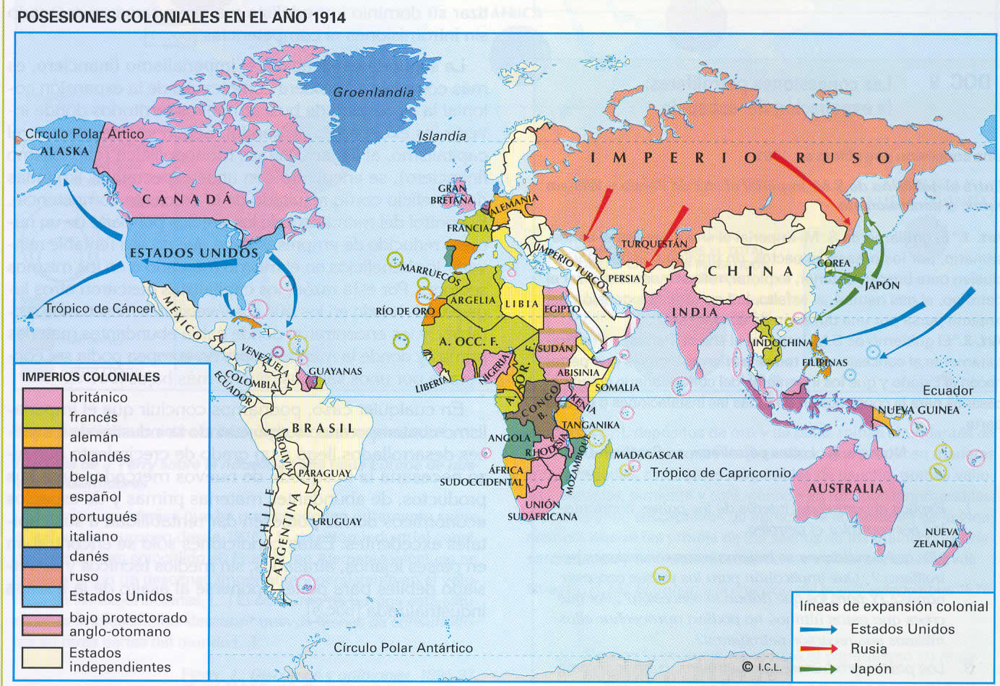 POSESIONES COLONIALES EN EL AÑO 1914
Groenlandia
Islandia
Círculo Polar Ártico
ALASKA
CANADÁ
IMPERIO RUSO
GRAN
BRETAÑA
ALEMANIA
FRANCIA
ESTADOS UNIDOS
TURQUESTÁN
IMPERIO TURCO
PERSIA
CHINA
COREA
JAPÓN
MARRUECOS
ARGELIA
LIBIA
EGIPTO
RÍO DE ORO
INDIA
Trópico de Cáncer
MÉXICO
A. OCC. F.
SUDÁN
INDOCHINA
FILIPINAS
VENEZUELA
GUAYANAS
COLOMBIA
ECUADOR
LIBERIA
NIGERIA
A. OR. F.
ABISINIA
SOMALIA
CONGO
B.
KENIA
TANGANIKA
Ecuador
NUEVA GUINEA
BRASIL
BOLIVIA
PARAGUAY
URUGUAY
CHILE
ARGENTINA
ANGOLA
RHODESIA
MOZAMBIQUE
MADAGASCAR
ÁFRICA
SUDOCCIDENTAL
UNIÓN
SUDAFRICANA
Trópico de Capricornio
AUSTRALIA
NUEVA
ZELANDA
Círculo Polar Antártico
© I.C.L.
IMPERIOS COLONIALES
británico
francés
alemán
holandés
belga
español
portugués
italiano
danés
ruso
Estados Unidos
bajo protectorado
anglo-otomano
Estados
independientes
líneas de expansión colonial
Estados Unidos
Rusia
Japón